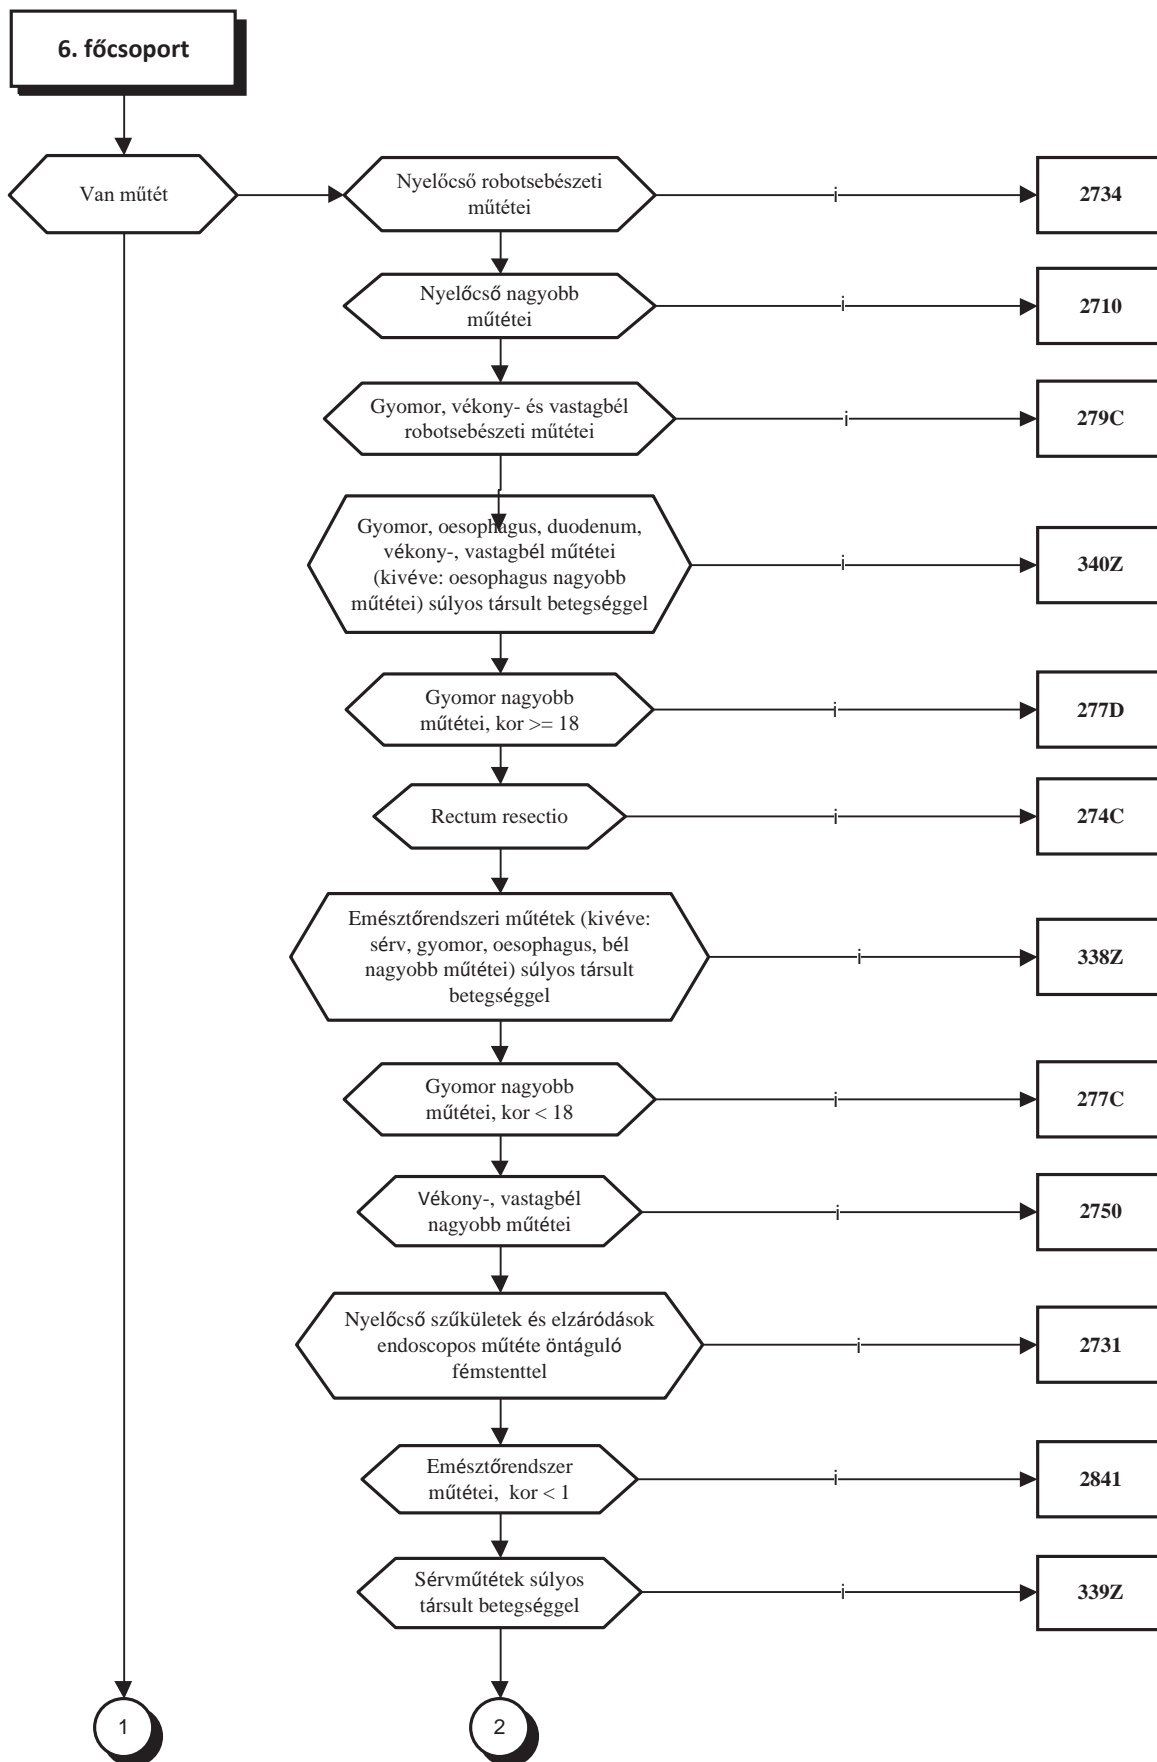 6. főcsoport
Van műtét
Nyelőcső robotsebészeti
műtétei
i
2734
Nyelőcső nagyobb
műtétei
i
2710
Gyomor, vékony- és vastagbél
robotsebészeti műtétei
i
279C
Gyomor, oesophagus, duodenum,
vékony-, vastagbél műtétei
(kivéve: oesophagus nagyobb
műtétei) súlyos társult betegséggel
i
340Z
Gyomor nagyobb
műtétei, kor >= 18
i
277D
Rectum resectio
i
274C
Emésztőrendszeri műtétek (kivéve:
sérv, gyomor, oesophagus, bél
nagyobb műtétei) súlyos társult
betegséggel
i
338Z
Gyomor nagyobb
műtétei, kor < 18
i
277C
Vékony-, vastagbél
nagyobb műtétei
i
2750
Nyelőcső szűkületek és elzáródások
endoscopos műtéte öntáguló
fémstenttel
i
2731
Emésztőrendszer
műtétei, kor < 1
i
2841
Sérvműtétek súlyos
társult betegséggel
i
339Z
1
2